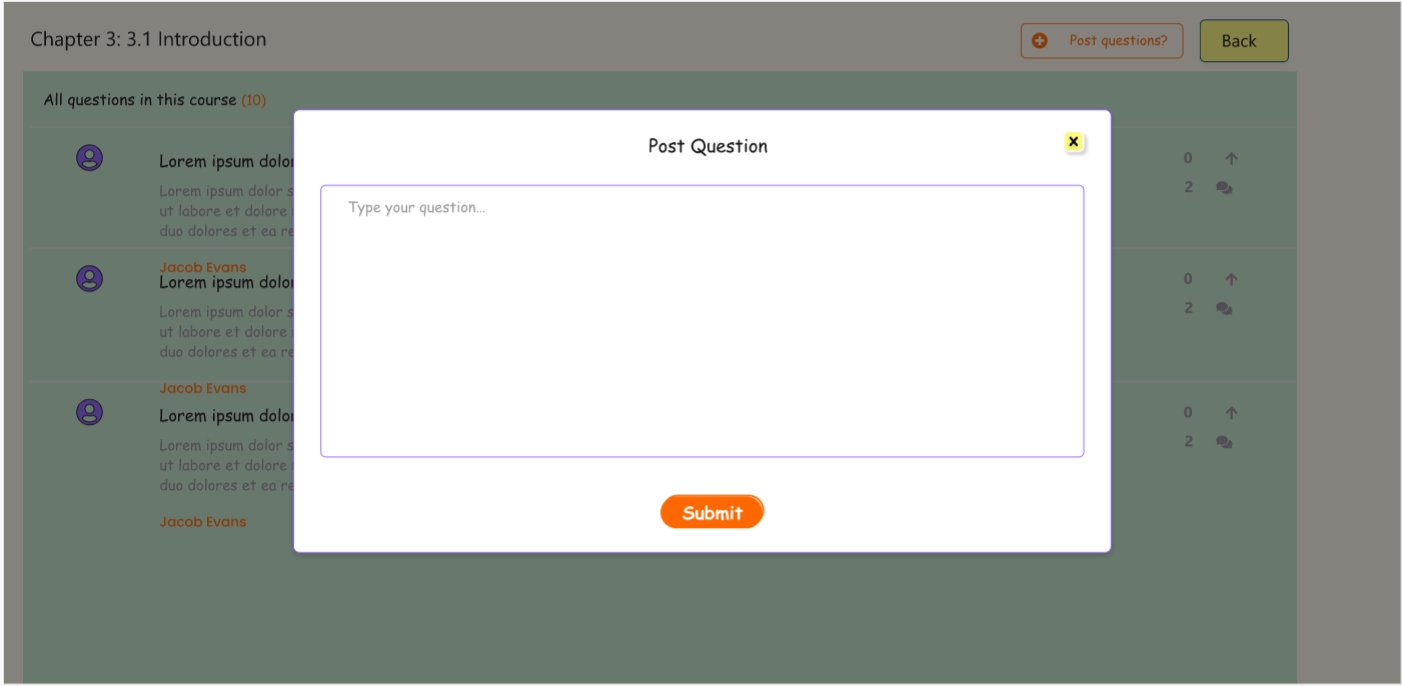 Chapter 3: 3.1 Introduction
Post questions?
Back
All questions in this course (10)
Post Question
x
Type your question...
Submit
Lorem ipsum dolor
Lorem ipsum dolor s
ut labore et dolore
duo dolores et ea re
Jacob Evans
0
2
Lorem ipsum dolor
Lorem ipsum dolor s
ut labore et dolore
duo dolores et ea re
Jacob Evans
0
2
Lorem ipsum dolor
Lorem ipsum dolor s
ut labore et dolore
duo dolores et ea re
Jacob Evans
0
2